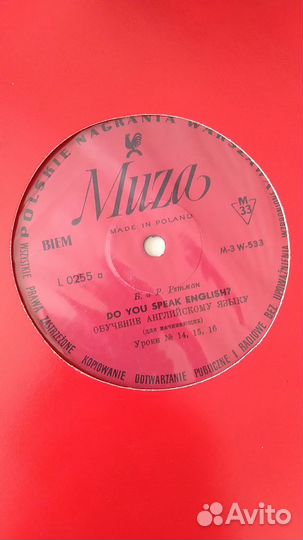 POLSKIE NAGRANIA WARSZAWA
Muza
MADE IN POLAND
M
33
BIEM
M-3 W-533
L 0255 a
Б. и Р. Ретман
DO YOU SPEAK ENGLISH?
ОБУЧЕНИЕ АНГЛИЙСКОМУ ЯЗЫКУ
(для начинающих)
Уроки № 14, 15, 16
WSZYSTKIE PRAWA ZASTRZEŻONE. KOPIOWANIE ODTWARZANIE PUBLICZNE I RADIOWE BEZ UPOWAŻNIENIA
Avito